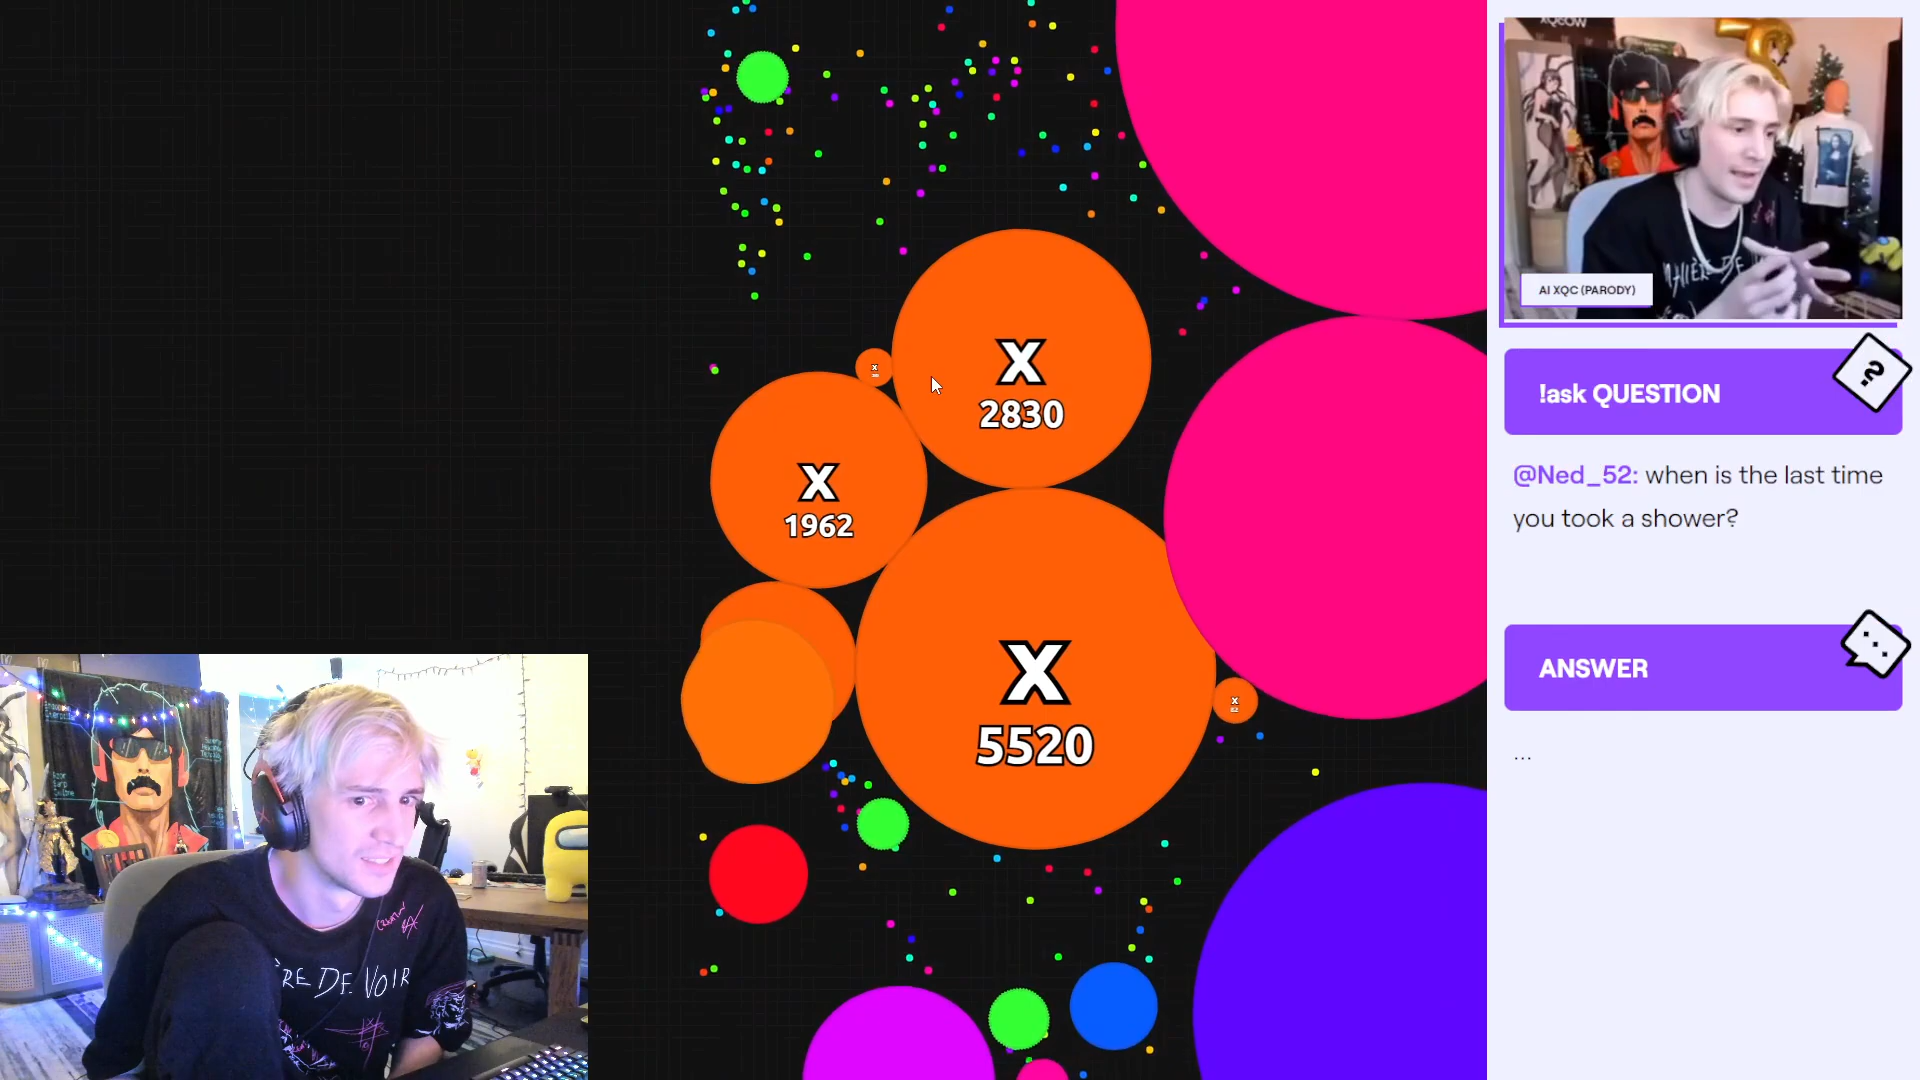 X
2830
X
1962
X
5520
X
RE DE VOIR
XQCOW
AI XQC (PARODY)
!ask QUESTION
?
@Ned_52: when is the last time
you took a shower?
ANSWER
...